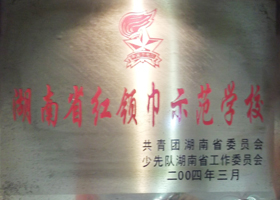 湖南省红领巾示范学校
共青团湖南省委员会
少先队湖南省工作委员会
二00四年三月